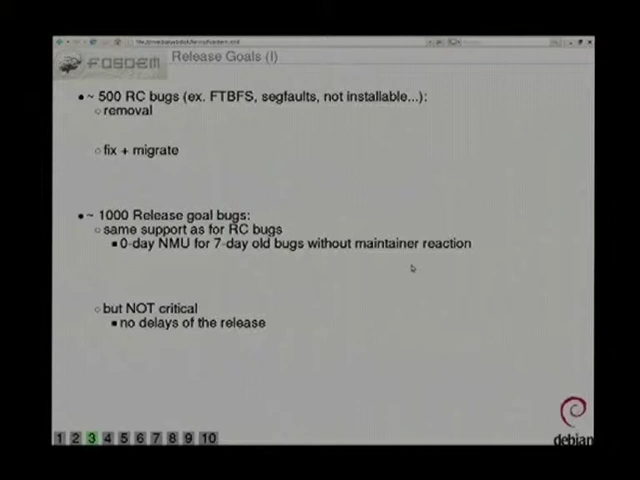 FOSDEM
Release Goals (I)
~ 500 RC bugs (ex. FTBFS, segfaults, not installable...):
removal
fix + migrate
~ 1000 Release goal bugs:
same support as for RC bugs
0-day NMU for 7-day old bugs without maintainer reaction
but NOT critical
no delays of the release
debian
1 2 3 4 5 6 7 8 9 10